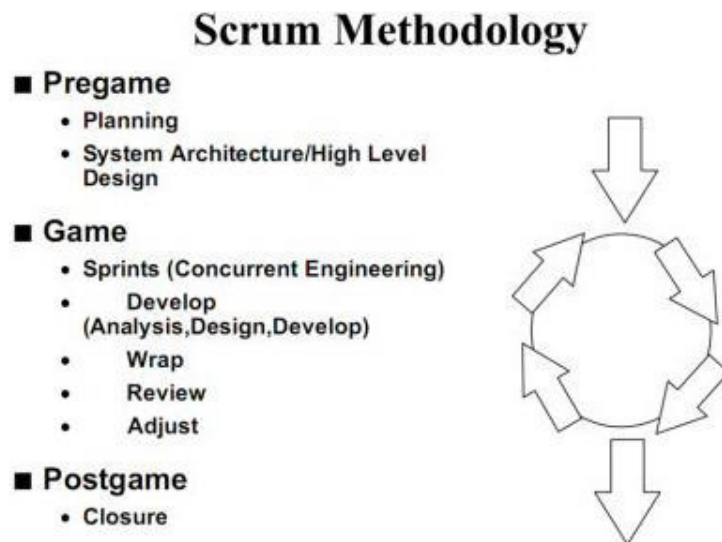 Scrum Methodology
■ Pregame
• Planning
• System Architecture/High Level
Design
■ Game
• Sprints (Concurrent Engineering)
• Develop
(Analysis,Design,Develop)
• Wrap
• Review
• Adjust
■ Postgame
• Closure